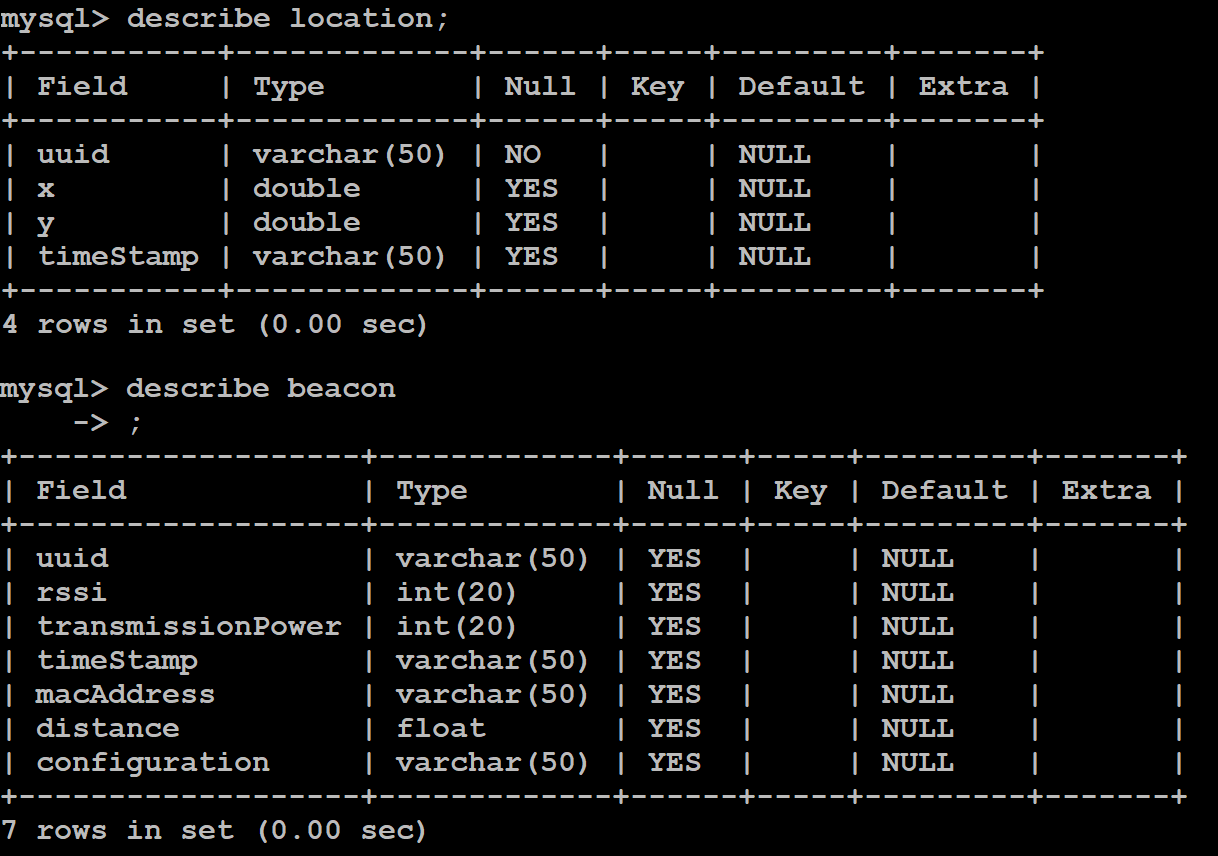 mysql> describe location;
+-----------+-------------+------+-----+---------+-------+
| Field     | Type        | Null | Key | Default | Extra |
+-----------+-------------+------+-----+---------+-------+
| uuid      | varchar(50) | NO   |     | NULL    |       |
| x         | double      | YES  |     | NULL    |       |
| y         | double      | YES  |     | NULL    |       |
| timeStamp | varchar(50) | YES  |     | NULL    |       |
+-----------+-------------+------+-----+---------+-------+
4 rows in set (0.00 sec)

mysql> describe beacon
    -> ;
+-------------------+-------------+------+-----+---------+-------+
| Field             | Type        | Null | Key | Default | Extra |
+-------------------+-------------+------+-----+---------+-------+
| uuid              | varchar(50) | YES  |     | NULL    |       |
| rssi              | int(20)     | YES  |     | NULL    |       |
| transmissionPower | int(20)     | YES  |     | NULL    |       |
| timeStamp         | varchar(50) | YES  |     | NULL    |       |
| macAddress        | varchar(50) | YES  |     | NULL    |       |
| distance          | float       | YES  |     | NULL    |       |
| configuration     | varchar(50) | YES  |     | NULL    |       |
+-------------------+-------------+------+-----+---------+-------+
7 rows in set (0.00 sec)